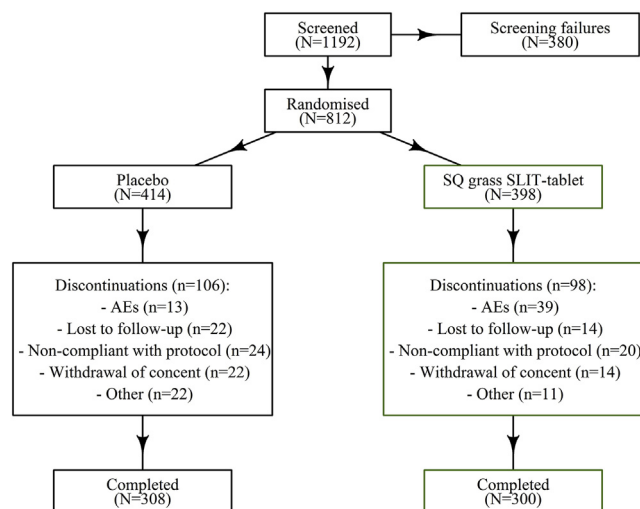 Screened
(N=1192)
Screening failures
(N=380)
Randomised
(N=812)
Placebo
(N=414)
SQ grass SLIT-tablet
(N=398)
Discontinuations (n=106):
- AEs (n=13)
- Lost to follow-up (n=22)
- Non-compliant with protocol (n=24)
- Withdrawal of concent (n=22)
- Other (n=22)
Discontinuations (n=98):
- AEs (n=39)
- Lost to follow-up (n=14)
- Non-compliant with protocol (n=20)
- Withdrawal of concent (n=14)
- Other (n=11)
Completed
(N=308)
Completed
(N=300)